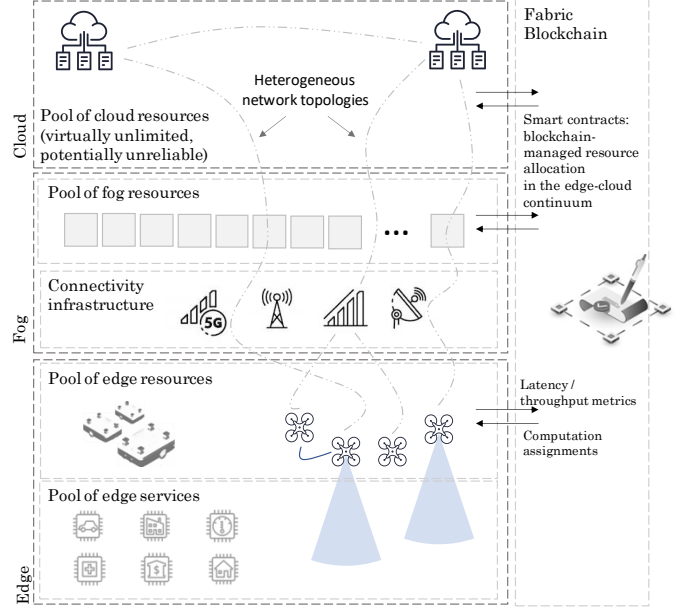 Fabric
Blockchain
Heterogeneous
network topologies
Cloud
Pool of cloud resources
(virtually unlimited,
potentially unreliable)
Smart contracts:
blockchain-
managed resource
allocation
in the edge-cloud
continuum
Pool of fog resources
...
Fog
Connectivity
infrastructure
5G
Pool of edge resources
Latency /
throughput metrics
Computation
assignments
Edge
Pool of edge services
$